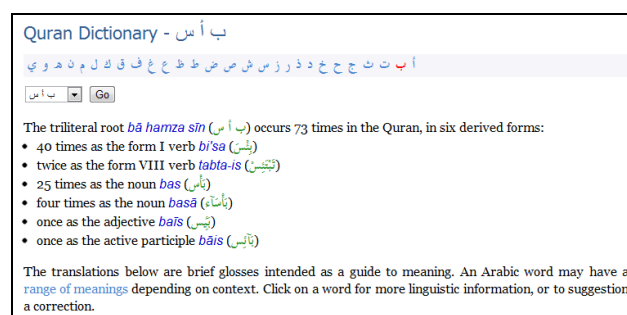 Quran Dictionary - ب أ س
أ ب ت ث ج ح خ د ذ ر ز س ش ص ض ط ظ ع غ ف ق ك ل م ن ه و ي
ب أ س Go
The triliteral root bā hamza sīn (ب أ س) occurs 73 times in the Quran, in six derived forms:
• 40 times as the form I verb bi'sa (بِئْسَ)
• twice as the form VIII verb tabta-is (تَبْتَئِسْ)
• 25 times as the noun bas (بَأْس)
• four times as the noun basā (بَأْسَآء)
• once as the adjective baīs (بَـِٔيس)
• once as the active participle bāis (بَآئِس)
The translations below are brief glosses intended as a guide to meaning. An Arabic word may have a
range of meanings depending on context. Click on a word for more linguistic information, or to suggestion
a correction.